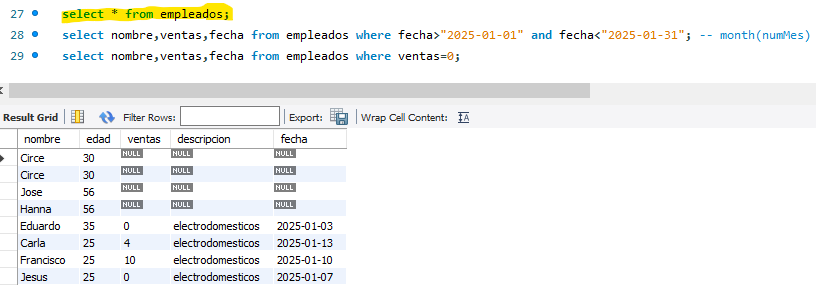 27 select * from empleados;
28 select nombre,ventas,fecha from empleados where fecha>"2025-01-01" and fecha<"2025-01-31"; -- month(numMes)
29 select nombre,ventas,fecha from empleados where ventas=0;
Result Grid Filter Rows: Export: Wrap Cell Content: IA
nombre edad ventas descripcion fecha
Circe 30 NULL NULL NULL
Circe 30 NULL NULL NULL
Jose 56 NULL NULL NULL
Hanna 56 NULL NULL NULL
Eduardo 35 0 electrodomesticos 2025-01-03
Carla 25 4 electrodomesticos 2025-01-13
Francisco 25 10 electrodomesticos 2025-01-10
Jesus 25 0 electrodomesticos 2025-01-07